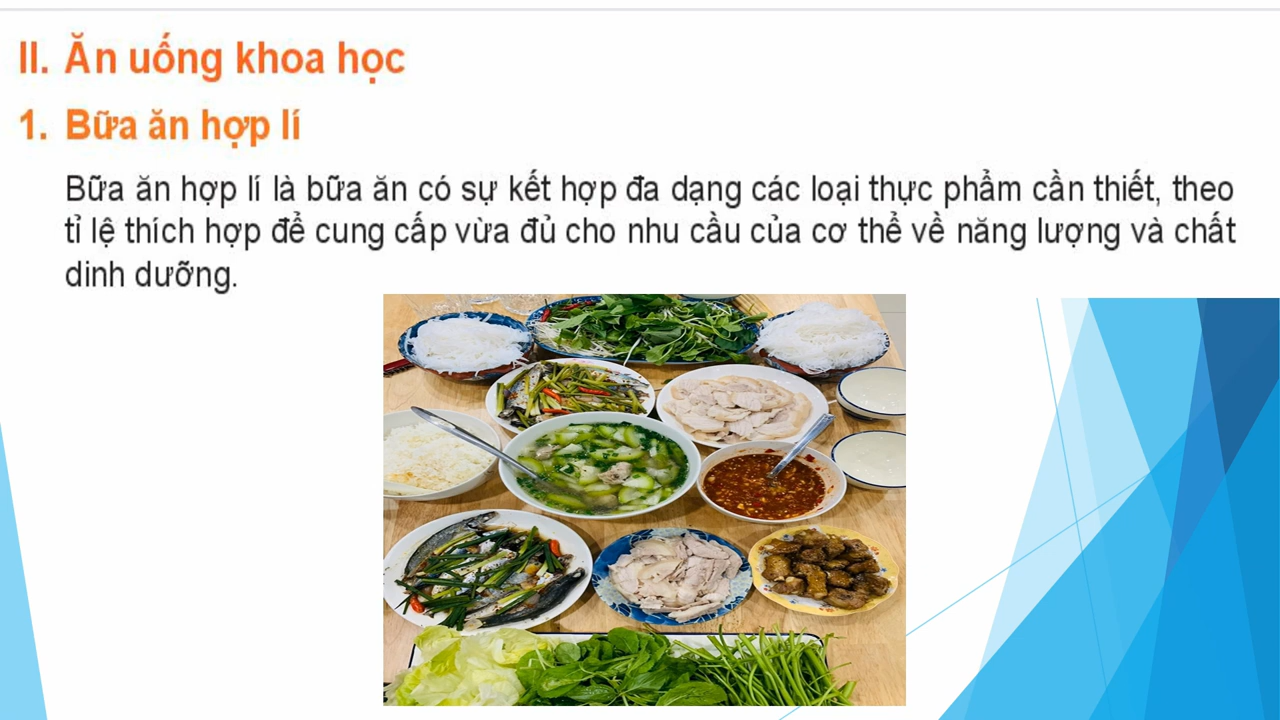 II. Ăn uống khoa học
1. Bữa ăn hợp lí
Bữa ăn hợp lí là bữa ăn có sự kết hợp đa dạng các loại thực phẩm cần thiết, theo
tỉ lệ thích hợp để cung cấp vừa đủ cho nhu cầu của cơ thể về năng lượng và chất
dinh dưỡng.